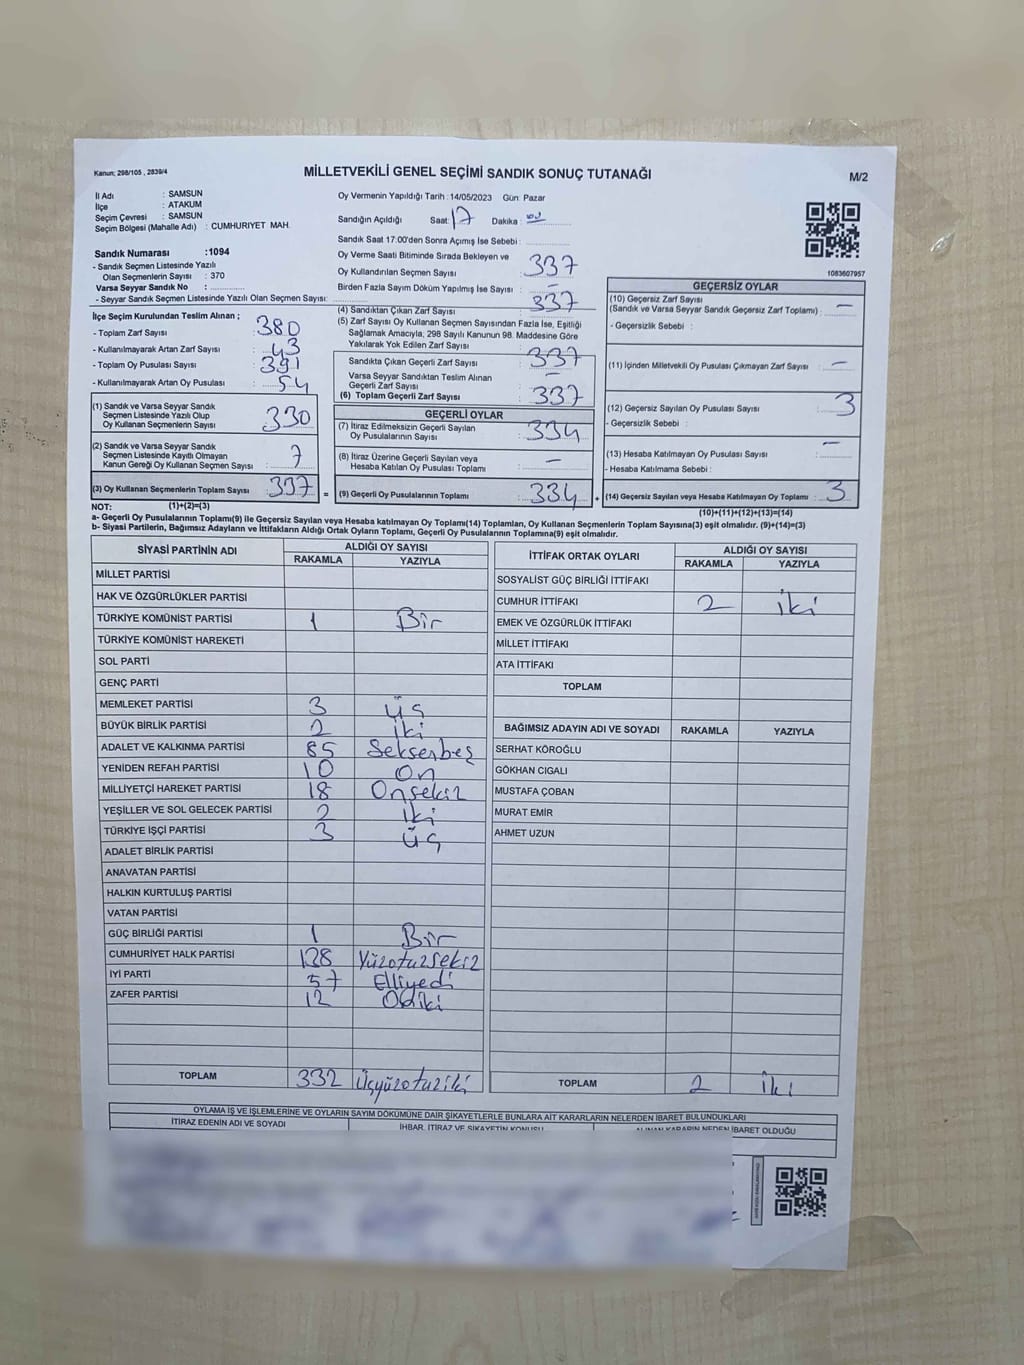 Kanun; 298/105 , 2839/4
MİLLETVEKİLİ GENEL SEÇİMİ SANDIK SONUÇ TUTANAĞI
M/2
İl Adı : SAMSUN
İlçe : ATAKUM
Seçim Çevresi : SAMSUN
Seçim Bölgesi (Mahalle Adı) : CUMHURIYET MAH.
Sandık Numarası :1094
- Sandık Seçmen Listesinde Yazılı
Olan Seçmenlerin Sayısı : 370
Varsa Seyyar Sandık No :
- Seyyar Sandık Seçmen Listesinde Yazılı Olan Seçmen Sayısı:
Oy Vermenin Yapıldığı Tarih : 14/05/2023 Gün: Pazar
Sandığın Açıldığı Saat: 17 Dakika :
Sandık Saat 17:00'den Sonra Açımış İse Sebebi :
Oy Verme Saati Bitiminde Sırada Bekleyen ve
Oy Kullandırılan Seçmen Sayısı : 337
Birden Fazla Sayım Döküm Yapılmış İse Sayısı : –
1083607957
İlçe Seçim Kurulundan Teslim Alınan ;
- Toplam Zarf Sayısı : 380
- Kullanılmayarak Artan Zarf Sayısı : 43
- Toplam Oy Pusulası Sayısı : 391
- Kullanılmayarak Artan Oy Pusulası : 54
(1) Sandık ve Varsa Seyyar Sandık
Seçmen Listesinde Yazılı Olup
Oy Kullanan Seçmenlerin Sayısı : 330
(2) Sandık ve Varsa Seyyar Sandık
Seçmen Listesinde Kayıtlı Olmayan
Kanun Gereği Oy Kullanan Seçmen Sayısı : 7
(3) Oy Kullanan Seçmenlerin Toplam Sayısı : 337
(4) Sandıktan Çıkan Zarf Sayısı : 337
(5) Zarf Sayısı Oy Kullanan Seçmen Sayısından Fazla İse, Eşitliği
Sağlamak Amacıyla, 298 Sayılı Kanunun 98. Maddesine Göre
Yakılarak Yok Edilen Zarf Sayısı :
Sandıkta Çıkan Geçerli Zarf Sayısı : 337
Varsa Seyyar Sandıktan Teslim Alınan
Geçerli Zarf Sayısı : –
(6) Toplam Geçerli Zarf Sayısı : 337
GEÇERLİ OYLAR
(7) İtiraz Edilmeksizin Geçerli Sayılan
Oy Pusulalarının Sayısı : 334
(8) İtiraz Üzerine Geçerli Sayılan veya
Hesaba Katılan Oy Pusulası Toplamı : –
= (9) Geçerli Oy Pusulalarının Toplamı : 334 +
GEÇERSİZ OYLAR
(10) Geçersiz Zarf Sayısı
(Sandık ve Varsa Seyyar Sandık Geçersiz Zarf Toplamı) : –
- Geçersizlik Sebebi :
(11) İçinden Milletvekili Oy Pusulası Çıkmayan Zarf Sayısı : –
(12) Geçersiz Sayılan Oy Pusulası Sayısı : 3
- Geçersizlik Sebebi :
(13) Hesaba Katılmayan Oy Pusulası Sayısı : –
- Hesaba Katılmama Sebebi :
(14) Geçersiz Sayılan veya Hesaba Katılmayan Oy Toplamı : 3
NOT: (1)+(2)=(3) (10)+(11)+(12)+(13)=(14)
a- Geçerli Oy Pusulalarının Toplamı(9) ile Geçersiz Sayılan veya Hesaba katılmayan Oy Toplamı(14) Toplamları, Oy Kullanan Seçmenlerin Toplam Sayısına(3) eşit olmalıdır. (9)+(14)=(3)
b- Siyasi Partilerin, Bağımsız Adayların ve İttifakların Aldığı Ortak Oyların Toplamı, Geçerli Oy Pusulalarının Toplamına(9) eşit olmalıdır.
SİYASİ PARTİNİN ADI ALDIĞI OY SAYISI
RAKAMLA YAZIYLA
MİLLET PARTİSİ
HAK VE ÖZGÜRLÜKLER PARTİSİ
TÜRKİYE KOMÜNİST PARTİSİ 1 Bir
TÜRKİYE KOMÜNİST HAREKETİ
SOL PARTİ
GENÇ PARTİ
MEMLEKET PARTİSİ 3 Üç
BÜYÜK BİRLİK PARTİSİ 2 İki
ADALET VE KALKINMA PARTİSİ 85 Seksenbeş
YENİDEN REFAH PARTİSİ 10 On
MİLLİYETÇİ HAREKET PARTİSİ 18 Onsekiz
YEŞİLLER VE SOL GELECEK PARTİSİ 2 İki
TÜRKİYE İŞÇİ PARTİSİ 3 Üç
ADALET BİRLİK PARTİSİ
ANAVATAN PARTİSİ
HALKIN KURTULUŞ PARTİSİ
VATAN PARTİSİ
GÜÇ BİRLİĞİ PARTİSİ 1 Bir
CUMHURİYET HALK PARTİSİ 138 Yüzotuzsekiz
İYİ PARTİ 57 Elliyedi
ZAFER PARTİSİ 12
TOPLAM 332 Üçyüzotuziki
İTTİFAK ORTAK OYLARI ALDIĞI OY SAYISI
RAKAMLA YAZIYLA
SOSYALİST GÜÇ BİRLİĞİ İTTİFAKI
CUMHUR İTTİFAKI 2 İki
EMEK VE ÖZGÜRLÜK İTTİFAKI
MİLLET İTTİFAKI
ATA İTTİFAKI
TOPLAM
BAĞIMSIZ ADAYIN ADI VE SOYADI RAKAMLA YAZIYLA
SERHAT KÖROĞLU
GÖKHAN CIGALI
MUSTAFA ÇOBAN
MURAT EMİR
AHMET UZUN
TOPLAM 2 İki
OYLAMA İŞ VE İŞLEMLERİNE VE OYLARIN SAYIM DÖKÜMÜNE DAİR ŞİKAYETLERLE BUNLARA AİT KARARLARIN NELERDEN İBARET BULUNDUKLARI
İTİRAZ EDENİN ADI VE SOYADI İHBAR, İTİRAZ VE ŞİKAYETİN KONUSU ALINAN KARARIN NEDEN İBARET OLDUĞU